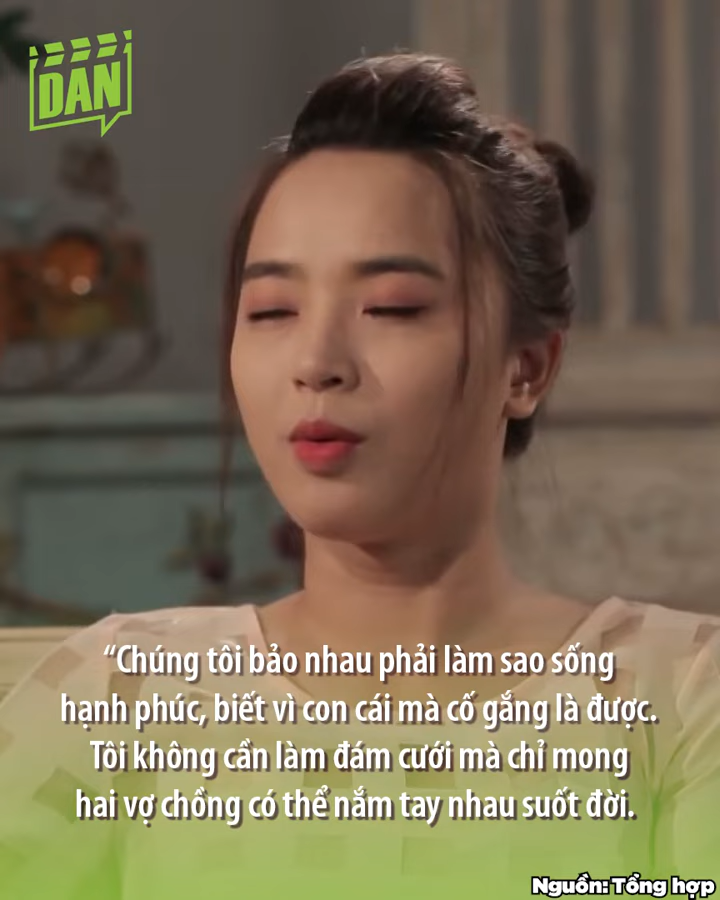 DAN
“Chúng tôi bảo nhau phải làm sao sống
hạnh phúc, biết vì con cái mà cố gắng là được.
Tôi không cần làm đám cưới mà chỉ mong
hai vợ chồng có thể nắm tay nhau suốt đời.
Nguồn: Tổng hợp